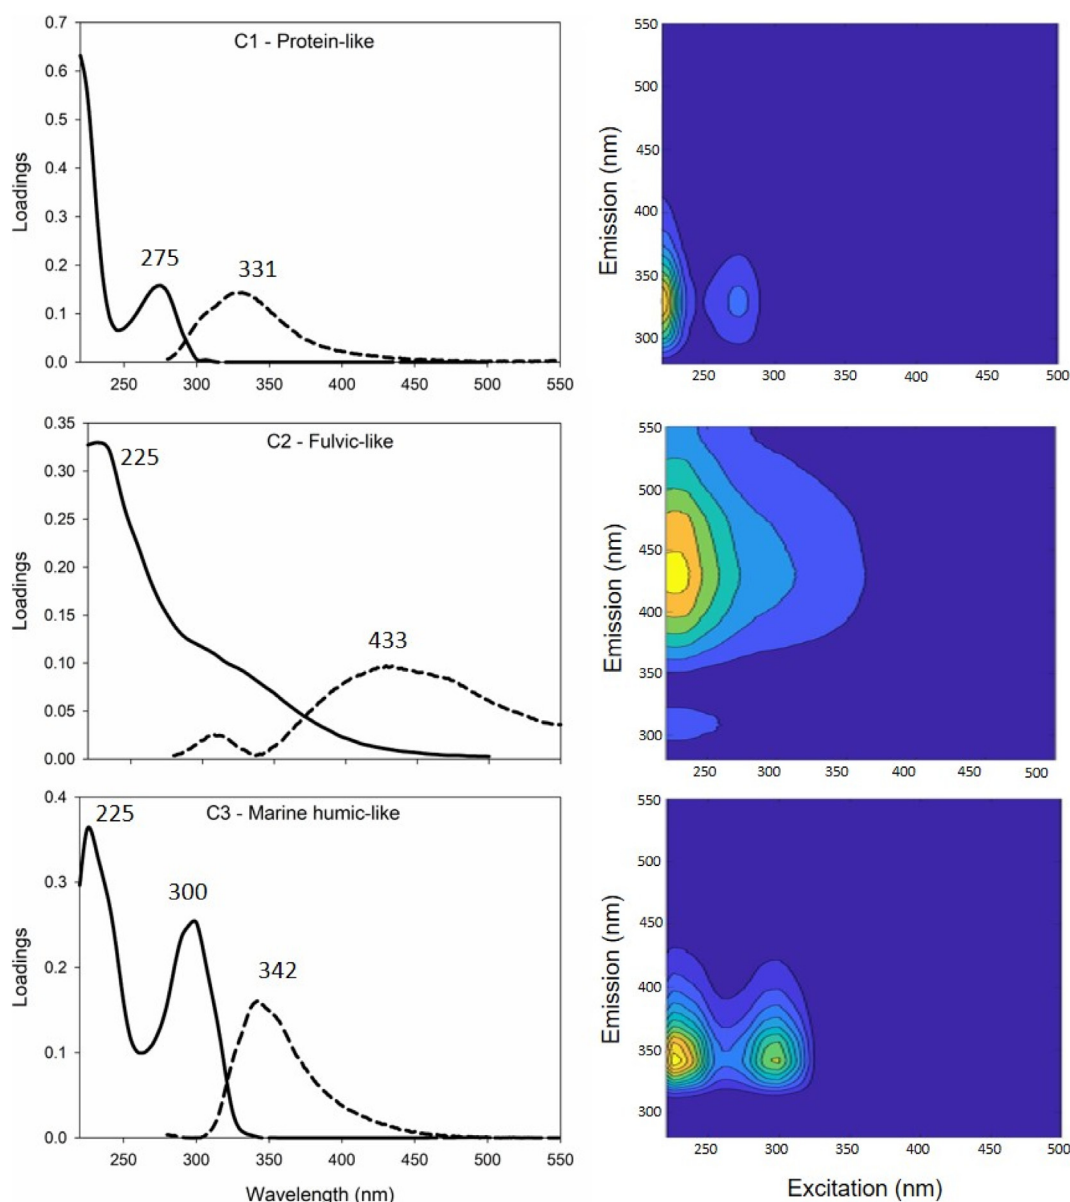 C1 - Protein-like
0.7
0.6
0.5
0.4
0.3
0.2
0.1
0.0
Loadings
275
331
250 300 350 400 450 500 550
550
500
450
400
350
300
Emission (nm)
250 300 350 400 450 500
C2 - Fulvic-like
0.35
0.30
0.25
0.20
0.15
0.10
0.05
0.00
Loadings
225
433
550
500
450
400
350
300
Emission (nm)
250 300 350 400 450 500
C3 - Marine humic-like
0.4
0.3
0.2
0.1
0.0
Loadings
225
300
342
250 300 350 400 450 500 550
Wavelength (nm)
550
500
450
400
350
300
Emission (nm)
250 300 350 400 450 500
Excitation (nm)